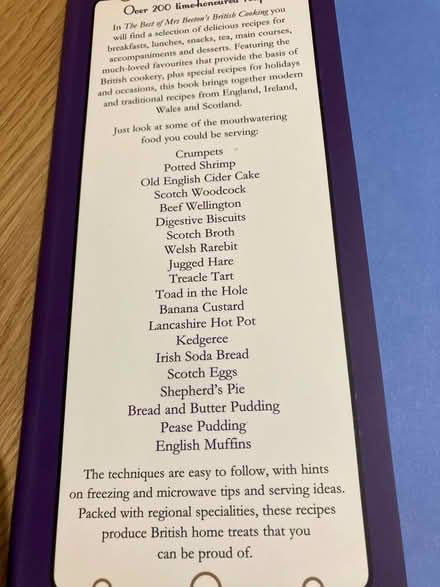 Over 200 time-honoured
In The Best of Mrs Beeton's British Cooking you
will find a selection of delicious recipes for
breakfasts, lunches, snacks, tea, main courses,
accompaniments and desserts. Featuring the
much-loved favourites that provide the basis of
British cookery, plus special recipes for holidays
and occasions, this book brings together modern
and traditional recipes from England, Ireland,
Wales and Scotland.
Just look at some of the mouthwatering
food you could be serving:
Crumpets
Potted Shrimp
Old English Cider Cake
Scotch Woodcock
Beef Wellington
Digestive Biscuits
Scotch Broth
Welsh Rarebit
Jugged Hare
Treacle Tart
Toad in the Hole
Banana Custard
Lancashire Hot Pot
Kedgeree
Irish Soda Bread
Scotch Eggs
Shepherd's Pie
Bread and Butter Pudding
Pease Pudding
English Muffins
The techniques are easy to follow, with hints
on freezing and microwave tips and serving ideas.
Packed with regional specialities, these recipes
produce British home treats that you
can be proud of.